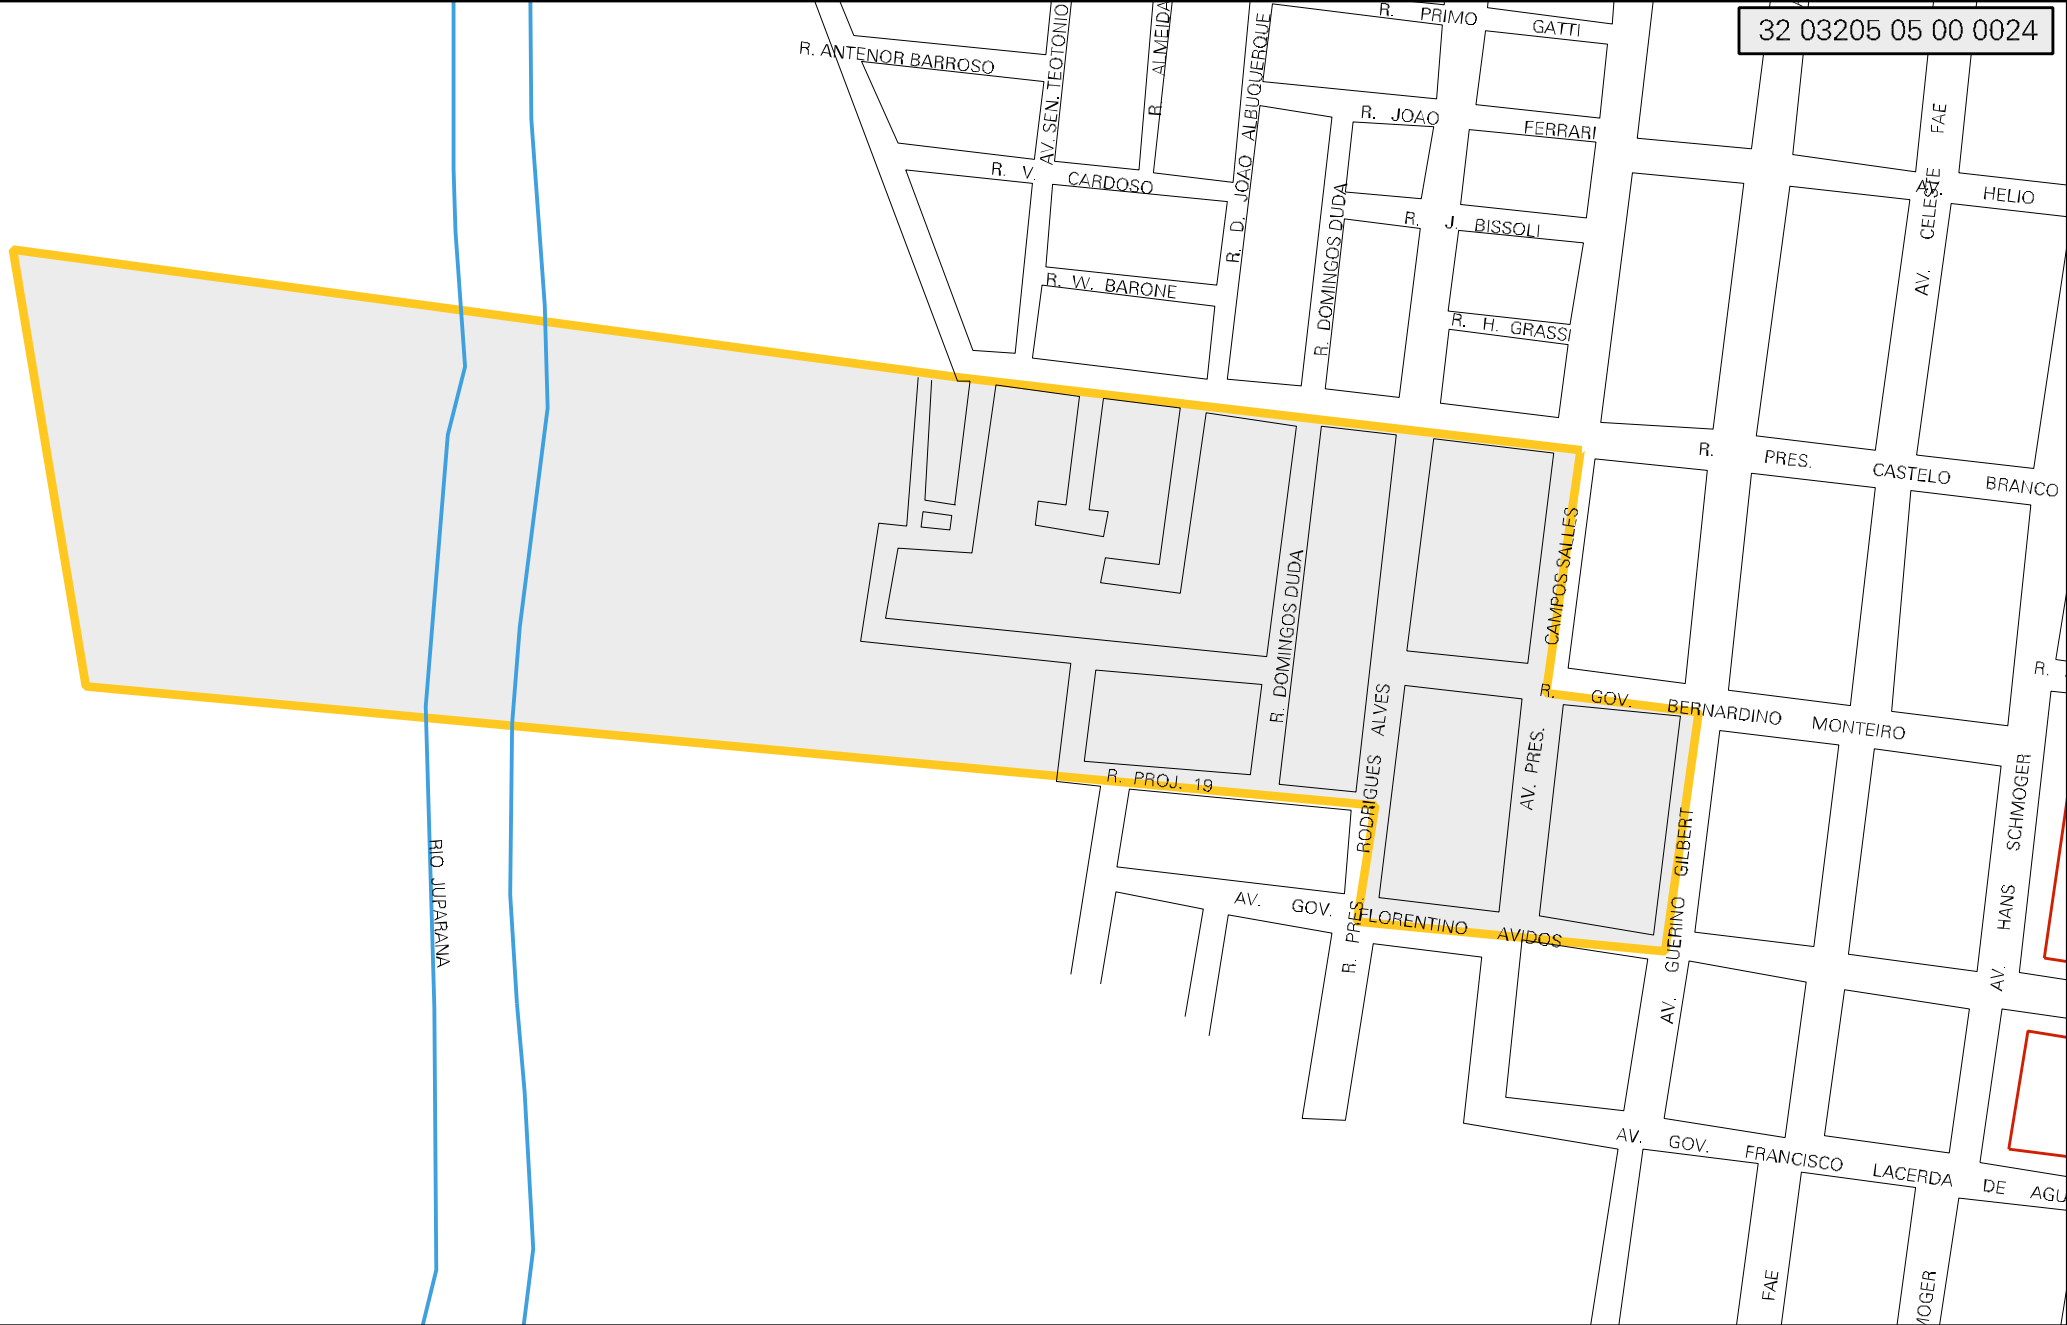 32 03205 05 00 0024
R. PRIMO GATTI
R. ANTENOR BARROSO
AV. SEN. TEOTONIO
R. ALMEIDA
R. D. JOAO ALBUQUERQUE
R. JOAO FERRARI
AV. CELESTE FAE
R. V. CARDOSO
AV. HELIO
R. DOMINGOS DUDA
R. J. BISSOLI
R. W. BARONE
R. H. GRASSI
R. PRES. CASTELO BRANCO
CAMPOS SALLES
AV. PRES.
R. DOMINGOS DUDA
R. PRES. RODRIGUES ALVES
R.
R. GOV. BERNARDINO MONTEIRO
R. PROJ. 19
AV. GUERINO GILBERT
AV. HANS SCHMOGER
RIO JUPARANA
AV. GOV. FLORENTINO AVIDOS
AV. GOV. FRANCISCO LACERDA DE AGU
FAE
MOGER